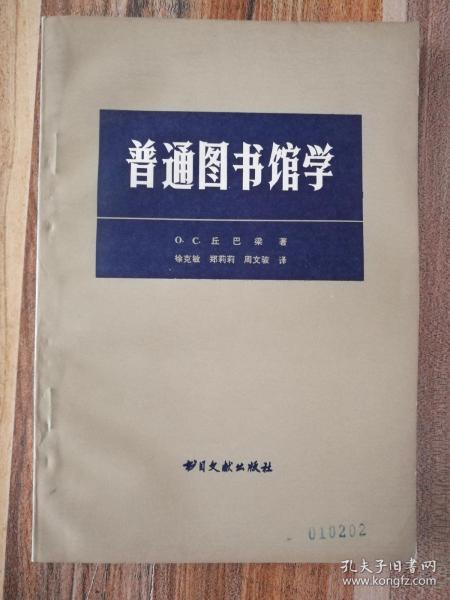 普通图书馆学
O. C. 丘巴梁 著
徐克敏 郑莉莉 周文骏 译
书目文献出版社
010202
孔夫子旧书网
www.kongfz.com